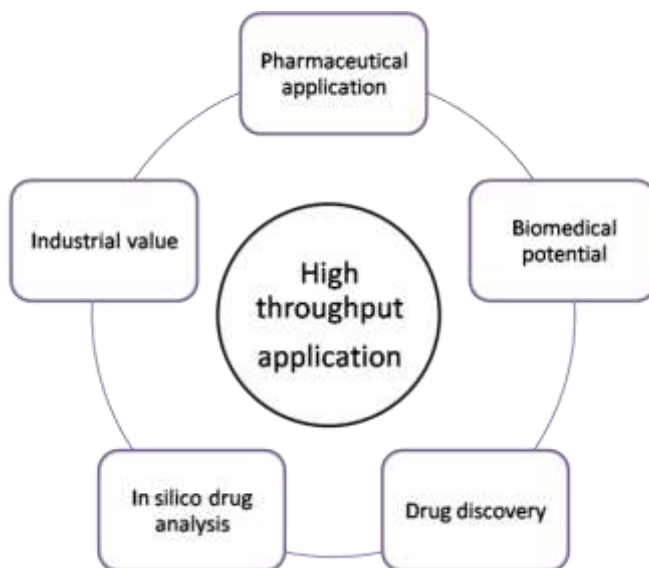 Pharmaceutical
application
Industrial value
Biomedical
potential
High
throughput
application
In silico drug
analysis
Drug discovery